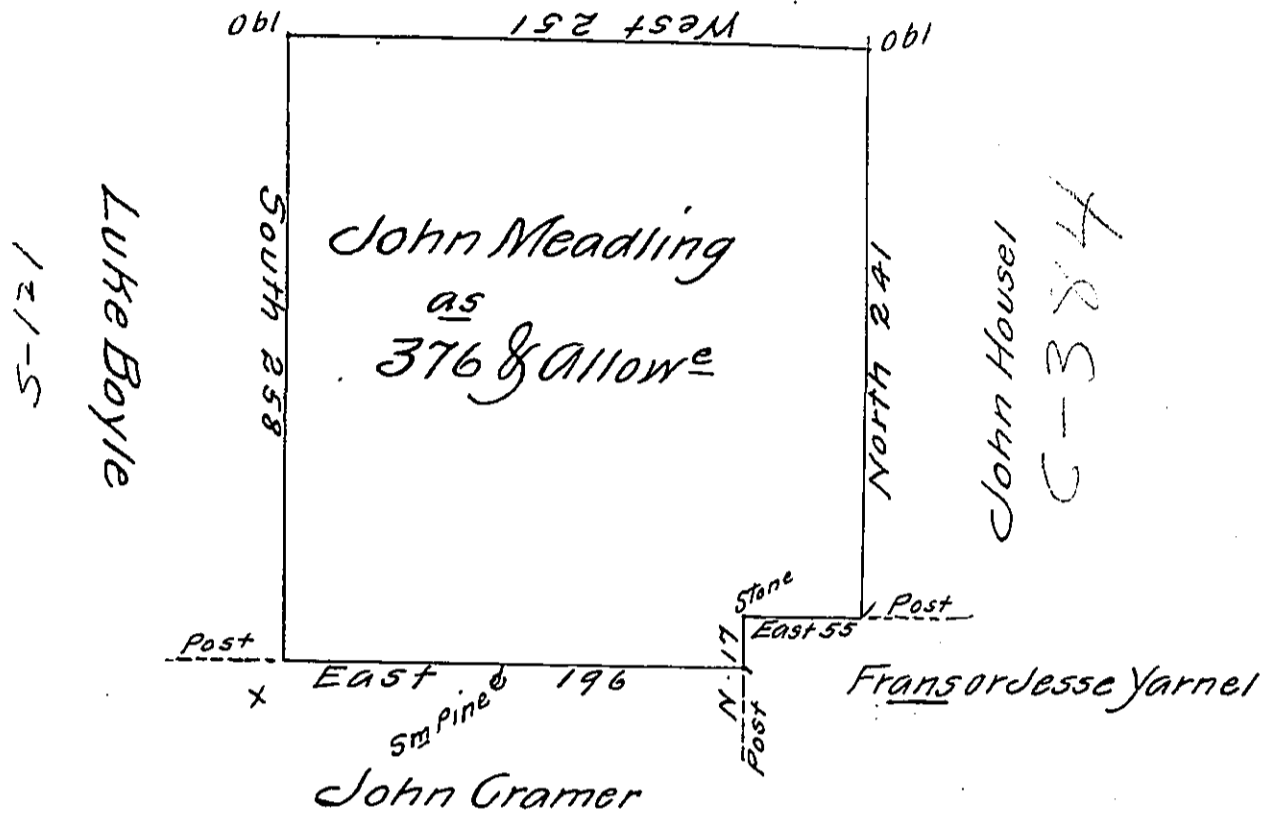 190
West 251
190
S-121
Luke Boyle
South 258
John Meadling
as
376 & Allowe
North 241
John Housel
C-384
Stone
Post
East 55
N. 17
Post
East 196
X
Sm Pine
Post
Frans or Jesse Yarnel
John Cramer